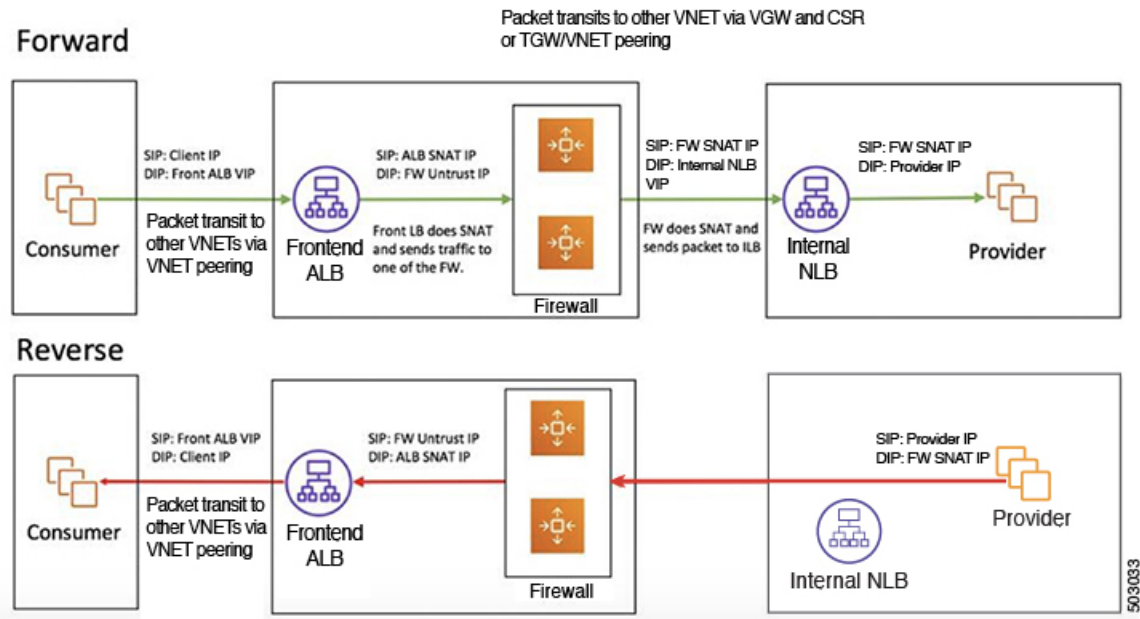 Packet transits to other VNET via VGW and CSR
or TGW/VNET peering
Forward
SIP: Client IP
DIP: Front ALB VIP
Packet transit to
other VNETs via
VNET peering
Consumer
SIP: ALB SNAT IP
DIP: FW Untrust IP
Front LB does SNAT
and sends traffic to
one of the FW.
Frontend
ALB
Firewall
SIP: FW SNAT IP
DIP: Internal NLB
VIP
FW does SNAT and
sends packet to ILB
SIP: FW SNAT IP
DIP: Provider IP
Internal
NLB
Provider
Reverse
SIP: Front ALB VIP
DIP: Client IP
Packet transit to
other VNETs via
VNET peering
Consumer
SIP: FW Untrust IP
DIP: ALB SNAT IP
Frontend
ALB
Firewall
SIP: Provider IP
DIP: FW SNAT IP
Provider
Internal NLB
503033